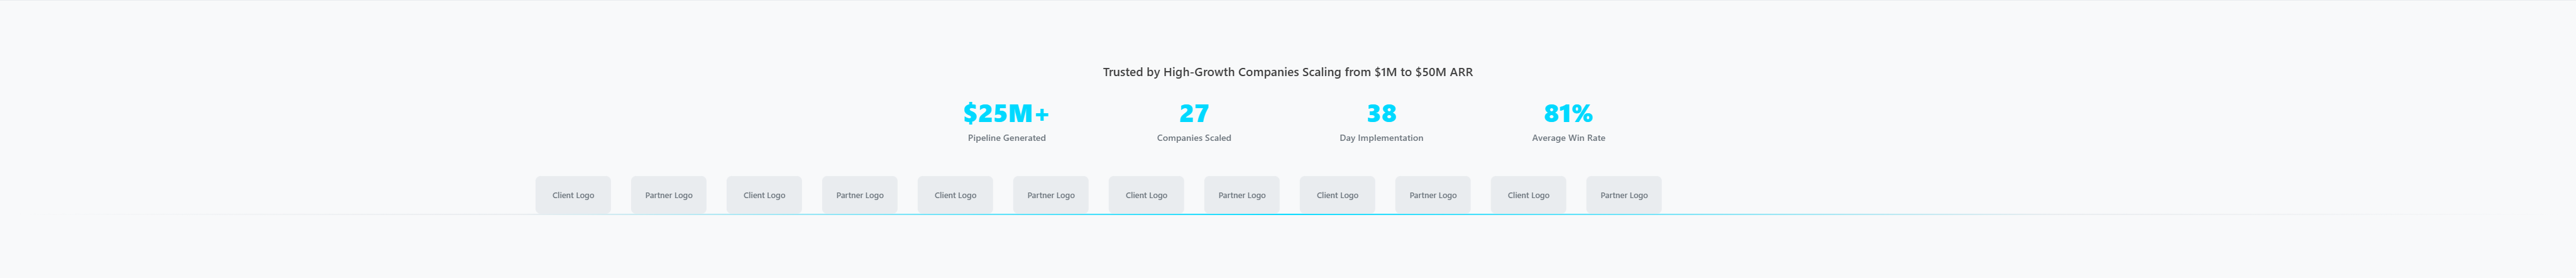 Trusted by High-Growth Companies Scaling from $1M to $50M ARR
$25M+ 27 38 81%
Pipeline Generated Companies Scaled Day Implementation Average Win Rate
Client Logo Partner Logo Client Logo Partner Logo Client Logo Partner Logo Client Logo Partner Logo Client Logo Partner Logo Client Logo Partner Logo